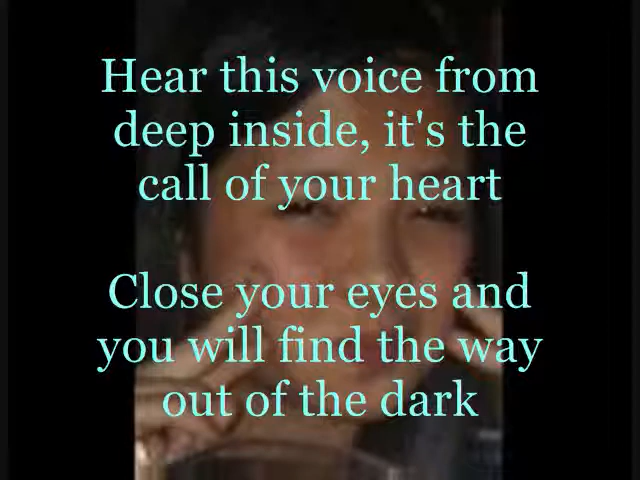 Hear this voice from
deep inside, it's the
call of your heart
Close your eyes and
you will find the way
out of the dark